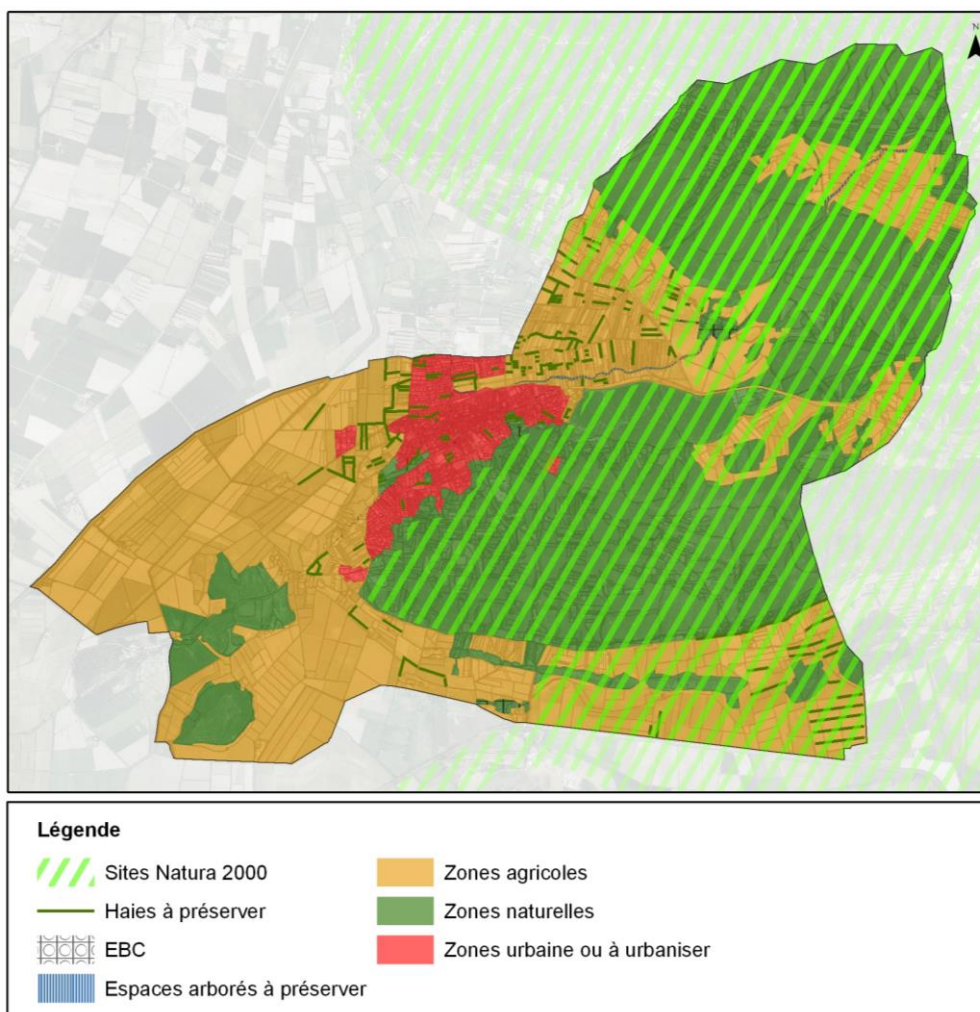 N
Légende
Sites Natura 2000
Zones agricoles
Haies à préserver
Zones naturelles
EBC
Zones urbaine ou à urbaniser
Espaces arborés à préserver